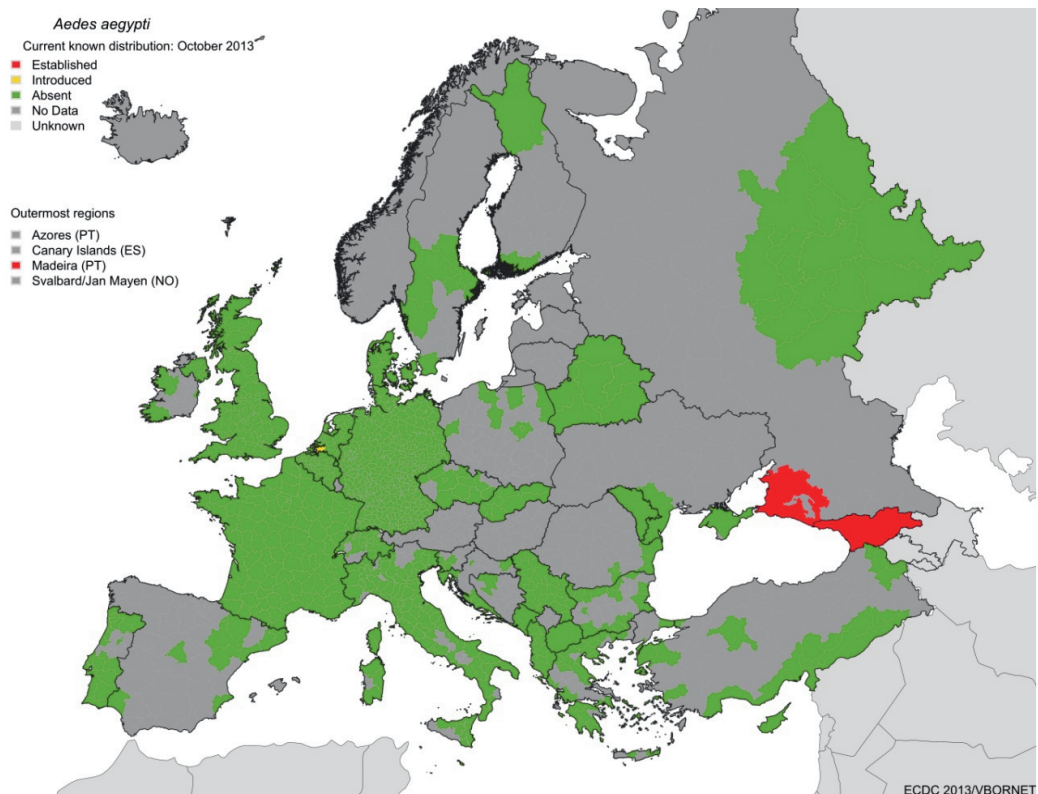 Aedes aegypti
Current known distribution: October 2013
Established
Introduced
Absent
No Data
Unknown
Outermost regions
Azores (PT)
Canary Islands (ES)
Madeira (PT)
Svalbard/Jan Mayen (NO)
ECDC 2013/VBORNET